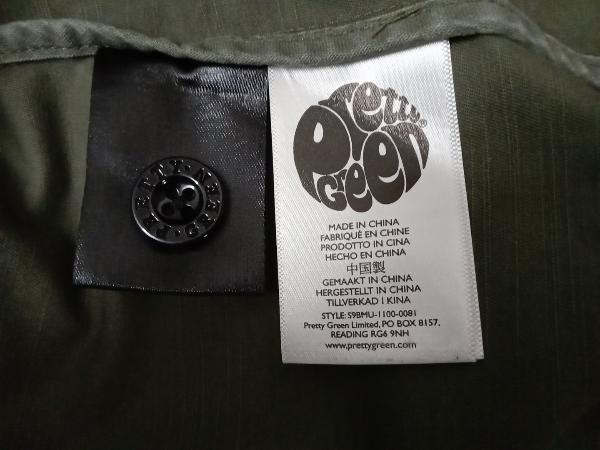 PRETTY • GREEN •
Pretty
Green®
MADE IN CHINA
FABRIQUÉ EN CHINE
PRODOTTO IN CINA
HECHO EN CHINA
中国製
GEMAAKT IN CHINA
HERGESTELLT IN CHINA
TILLVERKAD I KINA
STYLE: S9BMU-1100-0081
Pretty Green Limited, PO BOX 8157,
READING RG6 9NH
www.prettygreen.com